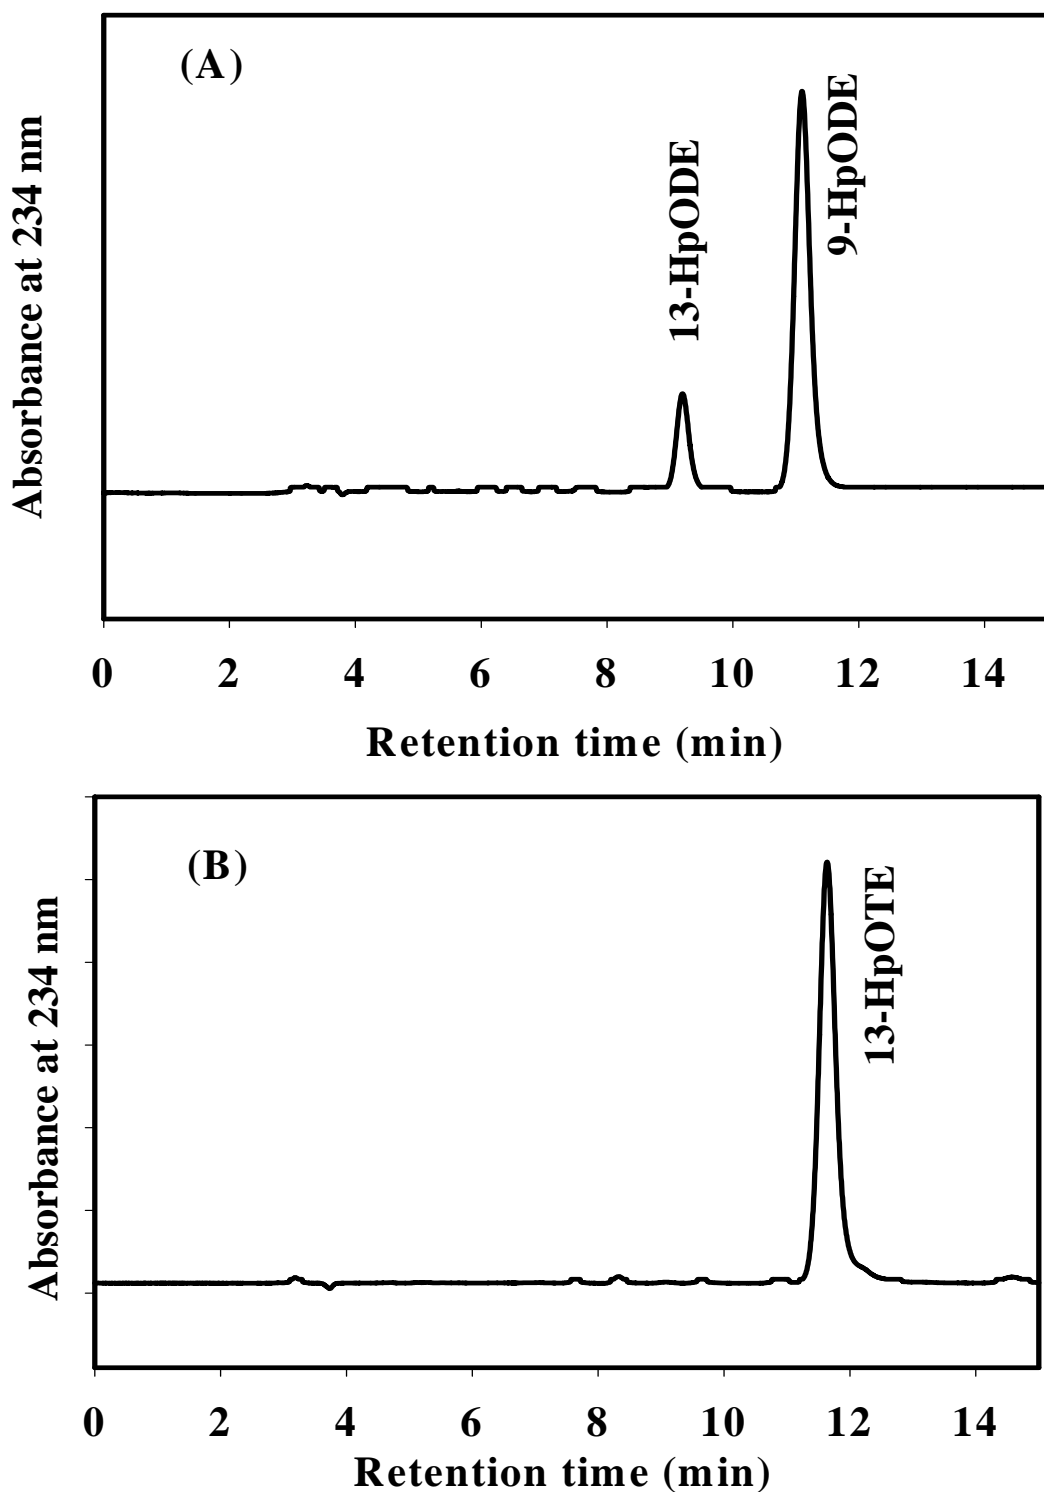 (A)
Absorbance at 234 nm
13-HpODE
9-HpODE
0 2 4 6 8 10 12 14
Retention time (min)
(B)
Absorbance at 234 nm
13-HpOTE
0 2 4 6 8 10 12 14
Retention time (min)